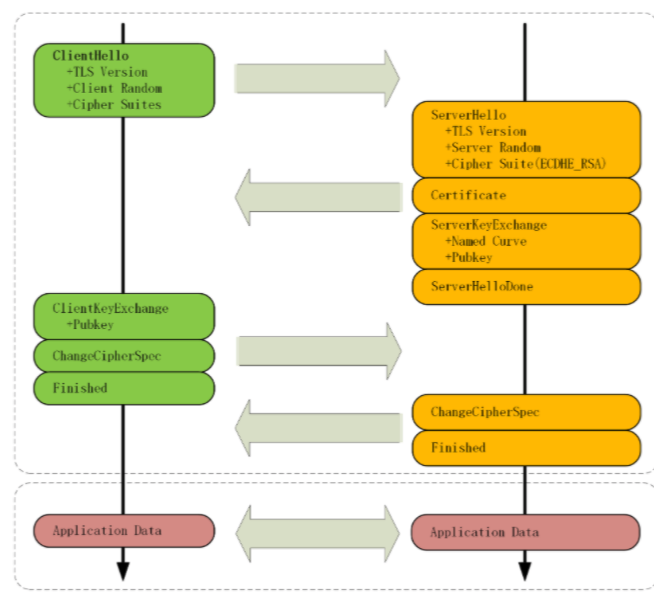 ClientHello
+TLS Version
+Client Random
+Cipher Suites
ServerHello
+TLS Version
+Server Random
+Cipher Suite(ECDHE_RSA)
Certificate
ServerKeyExchange
+Named Curve
+Pubkey
ServerHelloDone
ClientKeyExchange
+Pubkey
ChangeCipherSpec
Finished
ChangeCipherSpec
Finished
Application Data
Application Data